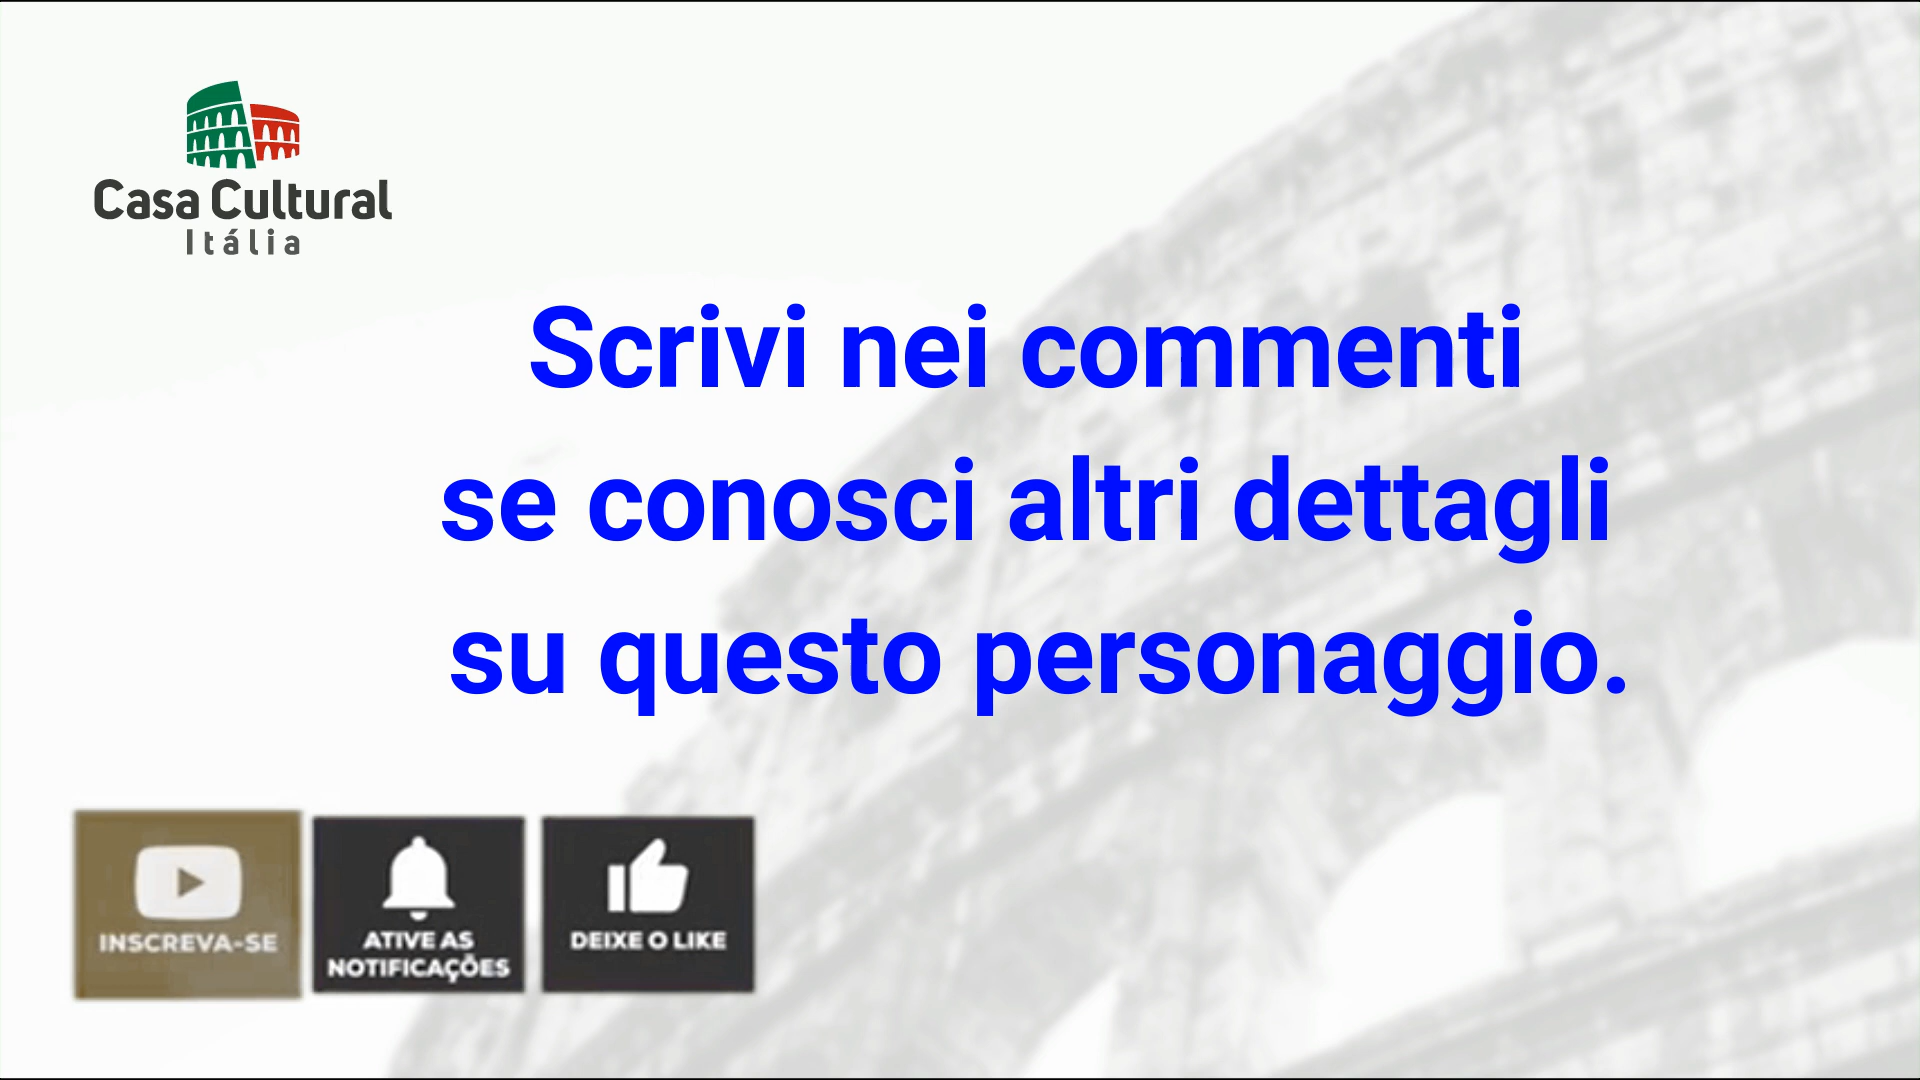 Casa Cultural
Itália
Scrivi nei commenti
se conosci altri dettagli
su questo personaggio.
INSCREVA-SE
ATIVE AS
NOTIFICAÇÕES
DEIXE O LIKE